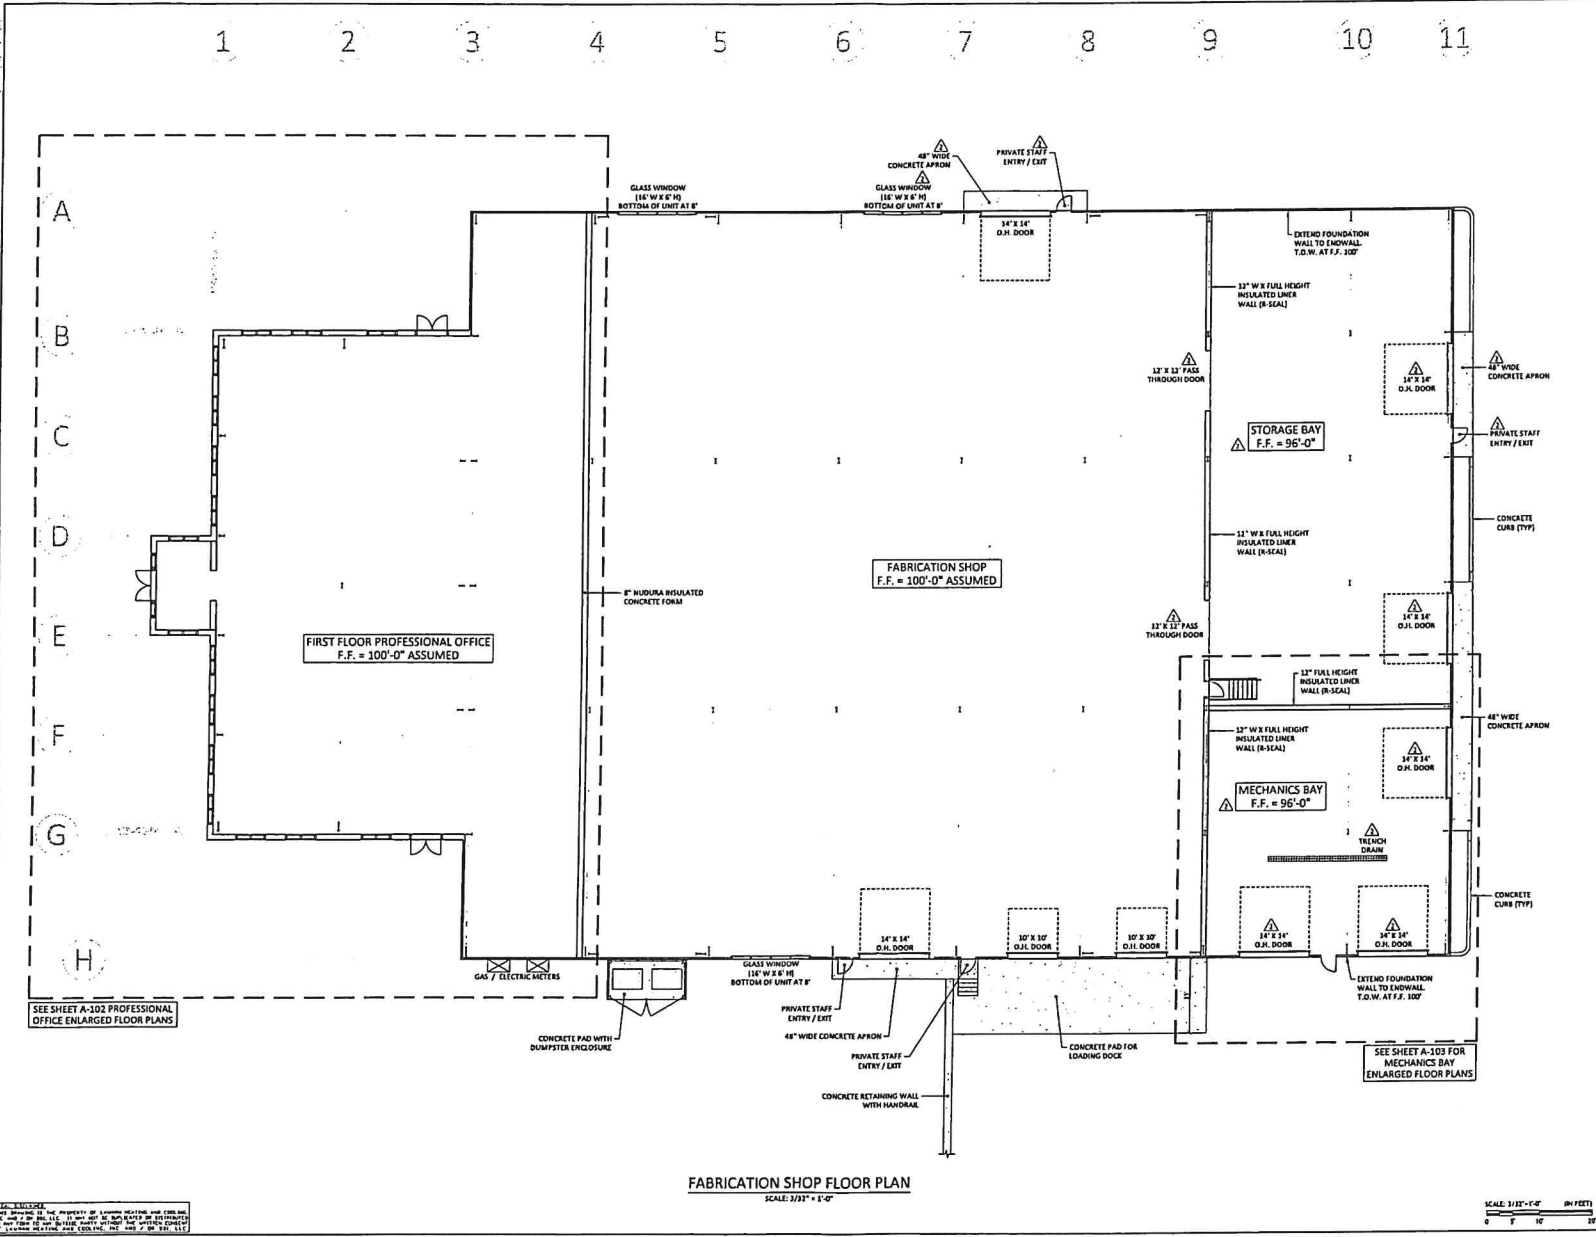 1 2 3 4 5 6 7 8 9 10 11
A
B
C
D
E
F
G
H
GLASS WINDOW
(16' W X 6' H)
BOTTOM OF UNIT AT 8'
GLASS WINDOW
(16' W X 6' H)
BOTTOM OF UNIT AT 8'
48" WIDE
CONCRETE APRON
PRIVATE STAFF
ENTRY / EXIT
14' X 14'
O.H. DOOR
EXTEND FOUNDATION
WALL TO ENDWALL
T.O.W. AT F.F. 100'
12" W X FULL HEIGHT
INSULATED LINER
WALL (R-SEAL)
12' X 12' PASS
THROUGH DOOR
14' X 14'
O.H. DOOR
WIDE
CONCRETE APRON
STORAGE BAY
F.F. = 96'-0"
PRIVATE STAFF
ENTRY / EXIT
12" W X FULL HEIGHT
INSULATED LINER
WALL (R-SEAL)
CONCRETE
CURB (TYP)
FABRICATION SHOP
F.F. = 100'-0" ASSUMED
8" NUDURA INSULATED
CONCRETE FORM
12' X 12' PASS
THROUGH DOOR
14' X 14'
O.H. DOOR
FIRST FLOOR PROFESSIONAL OFFICE
F.F. = 100'-0" ASSUMED
12" FULL HEIGHT
INSULATED LINER
WALL (R-SEAL)
12" W X FULL HEIGHT
INSULATED LINER
WALL (R-SEAL)
48" WIDE
CONCRETE APRON
14' X 14'
O.H. DOOR
MECHANICS BAY
F.F. = 96'-0"
TRENCH
DRAIN
CONCRETE
CURB (TYP)
14' X 14'
O.H. DOOR
10' X 10'
O.H. DOOR
10' X 10'
O.H. DOOR
14' X 14'
O.H. DOOR
14' X 14'
O.H. DOOR
GAS / ELECTRIC METERS
GLASS WINDOW
(16' W X 6' H)
BOTTOM OF UNIT AT 8'
EXTEND FOUNDATION
WALL TO ENDWALL
T.O.W. AT F.F. 100'
SEE SHEET A-102 PROFESSIONAL
OFFICE ENLARGED FLOOR PLANS
PRIVATE STAFF
ENTRY / EXIT
CONCRETE PAD WITH
DUMPSTER ENCLOSURE
48" WIDE CONCRETE APRON
PRIVATE STAFF
ENTRY / EXIT
CONCRETE PAD FOR
LOADING DOCK
SEE SHEET A-103 FOR
MECHANICS BAY
ENLARGED FLOOR PLANS
CONCRETE RETAINING WALL
WITH HANDRAIL
FABRICATION SHOP FLOOR PLAN
SCALE: 3/32" = 1'-0"
SCALE: 3/32"=1'-0" (IN FEET)
0 5' 10' 20'